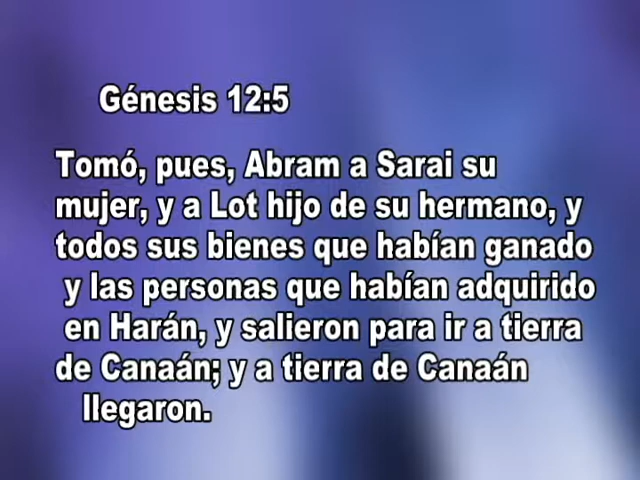 Génesis 12:5
Tomó, pues, Abram a Sarai su
mujer, y a Lot hijo de su hermano, y
todos sus bienes que habían ganado
y las personas que habían adquirido
en Harán, y salieron para ir a tierra
de Canaán; y a tierra de Canaán
llegaron.